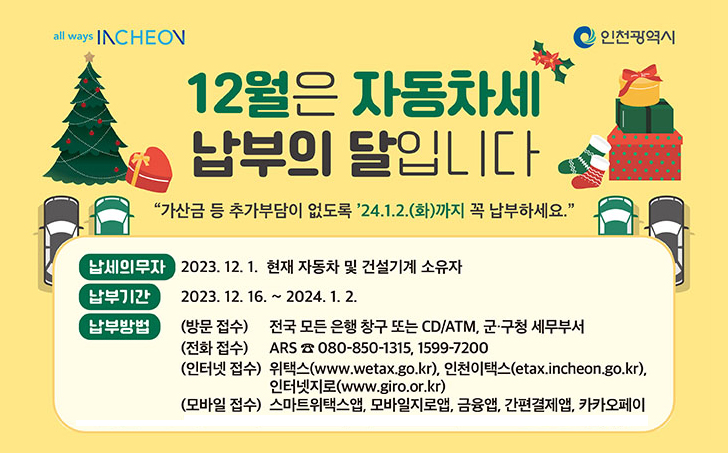 all ways INCHEON
인천광역시
12월은 자동차세
납부의 달입니다
“가산금 등 추가부담이 없도록 ’24.1.2.(화)까지 꼭 납부하세요.”
납세의무자 2023. 12. 1. 현재 자동차 및 건설기계 소유자
납부기간 2023. 12. 16. ~ 2024. 1. 2.
납부방법 (방문 접수) 전국 모든 은행 창구 또는 CD/ATM, 군·구청 세무부서
(전화 접수) ARS ☎ 080-850-1315, 1599-7200
(인터넷 접수) 위택스(www.wetax.go.kr), 인천이택스(etax.incheon.go.kr),
인터넷지로(www.giro.or.kr)
(모바일 접수) 스마트위택스앱, 모바일지로앱, 금융앱, 간편결제앱, 카카오페이